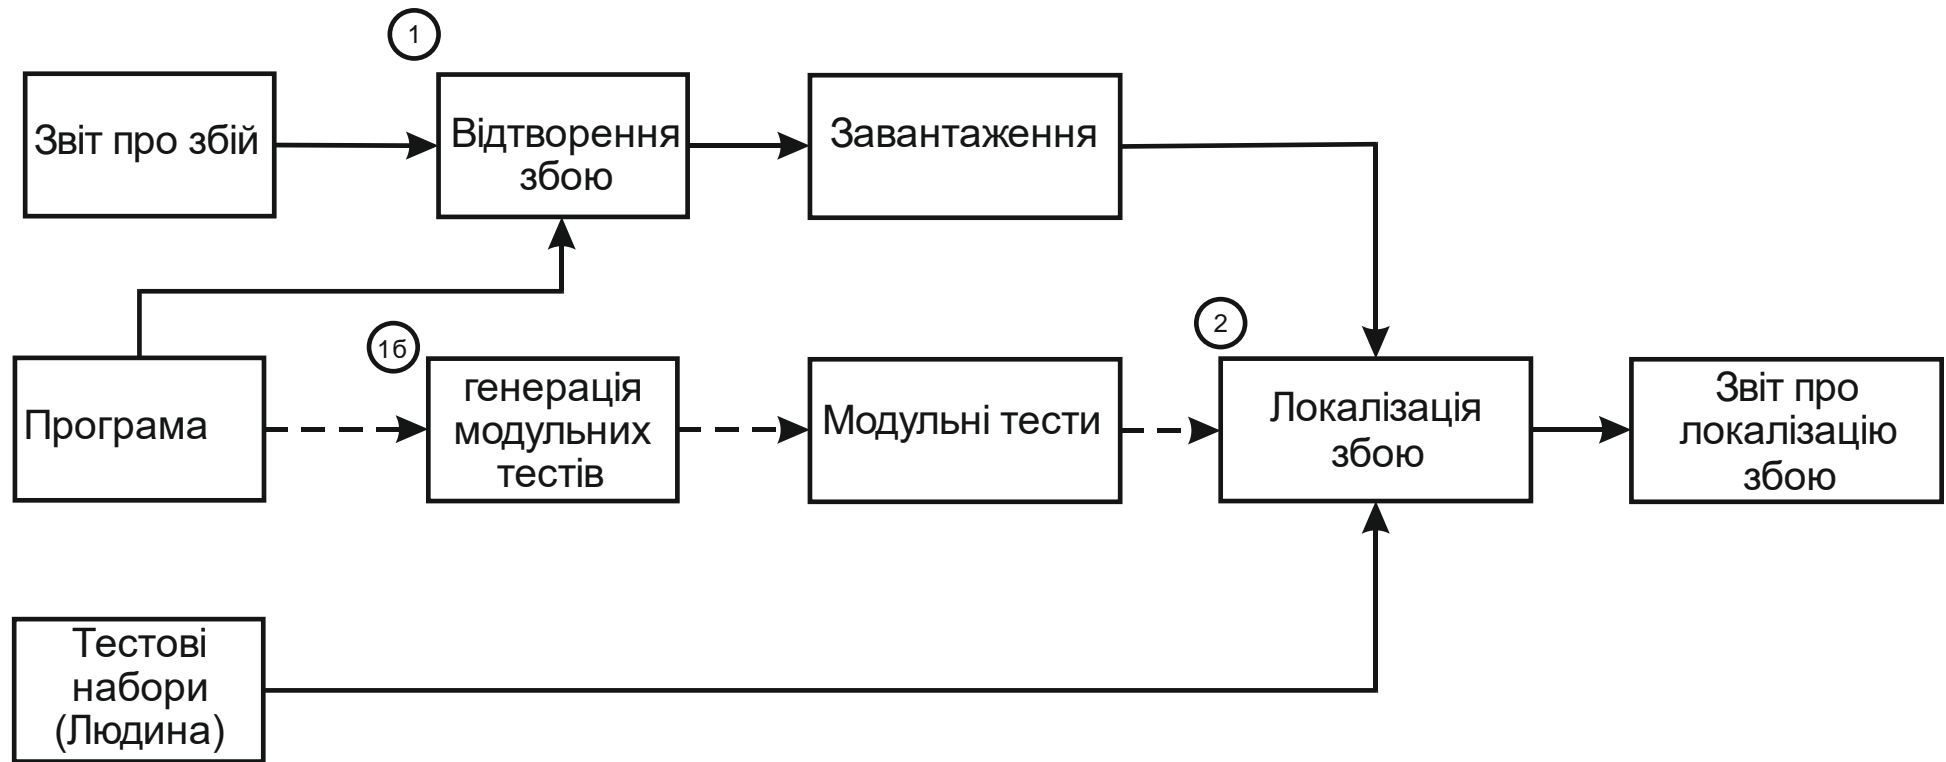 1
Звіт про збій
Відтворення
збою
Завантаження
1б
2
Програма
генерація
модульних
тестів
Модульні тести
Локалізація
збою
Звіт про
локалізацію
збою
Тестові
набори
(Людина)